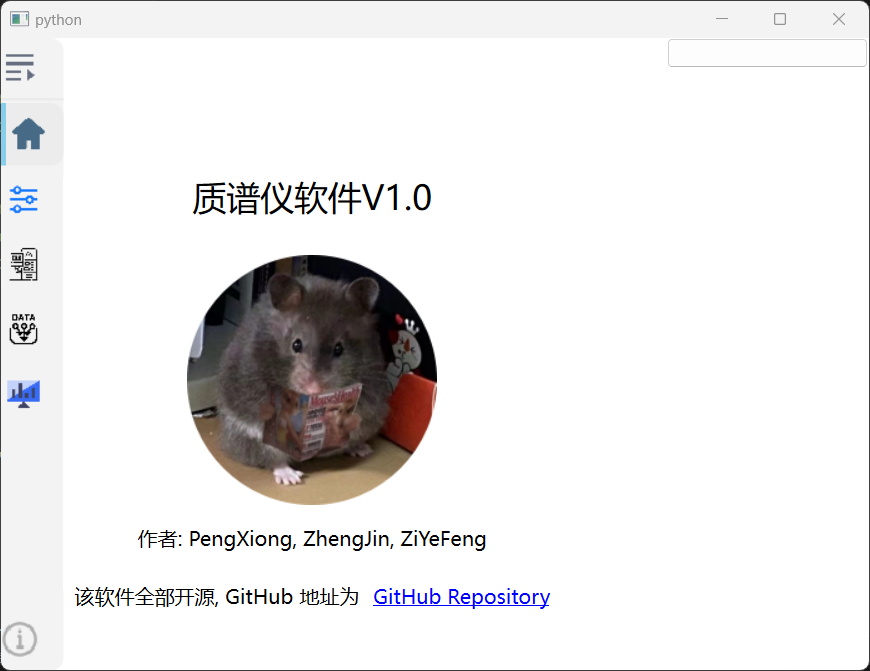 python
质谱仪软件V1.0
DATA
作者: PengXiong, ZhengJin, ZiYeFeng
该软件全部开源, GitHub 地址为 GitHub Repository